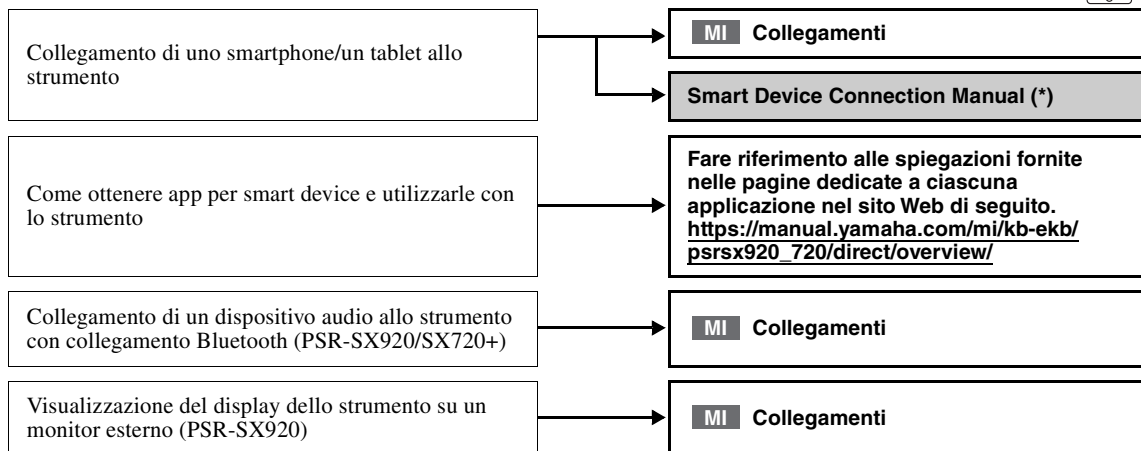 Collegamento di uno smartphone/un tablet allo
strumento
MI Collegamenti
Smart Device Connection Manual (*)
Come ottenere app per smart device e utilizzarle con
lo strumento
Fare riferimento alle spiegazioni fornite
nelle pagine dedicate a ciascuna
applicazione nel sito Web di seguito.
https://manual.yamaha.com/mi/kb-ekb/
psrsx920_720/direct/overview/
Collegamento di un dispositivo audio allo strumento
con collegamento Bluetooth (PSR-SX920/SX720+)
MI Collegamenti
Visualizzazione del display dello strumento su un
monitor esterno (PSR-SX920)
MI Collegamenti